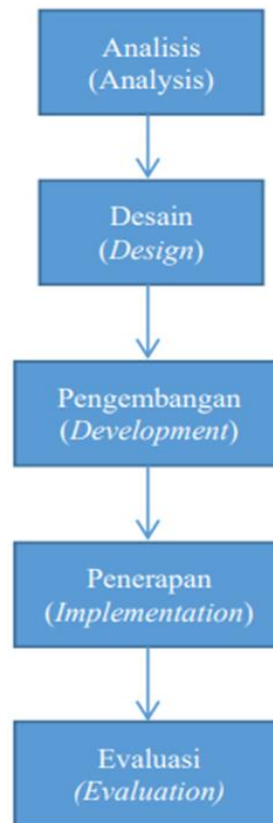 Analisis
(Analysis)
Desain
(Design)
Pengembangan
(Development)
Penerapan
(Implementation)
Evaluasi
(Evaluation)